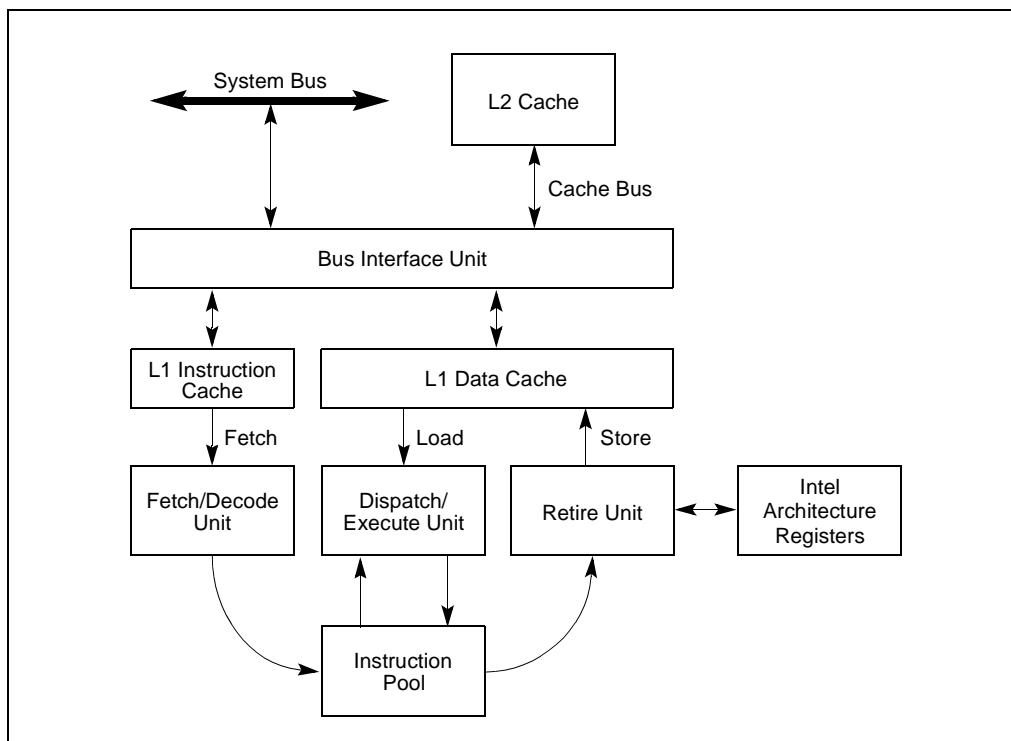 System Bus
L2 Cache
Cache Bus
Bus Interface Unit
L1 Instruction
Cache
L1 Data Cache
Fetch
Load
Store
Fetch/Decode
Unit
Dispatch/
Execute Unit
Retire Unit
Intel
Architecture
Registers
Instruction
Pool